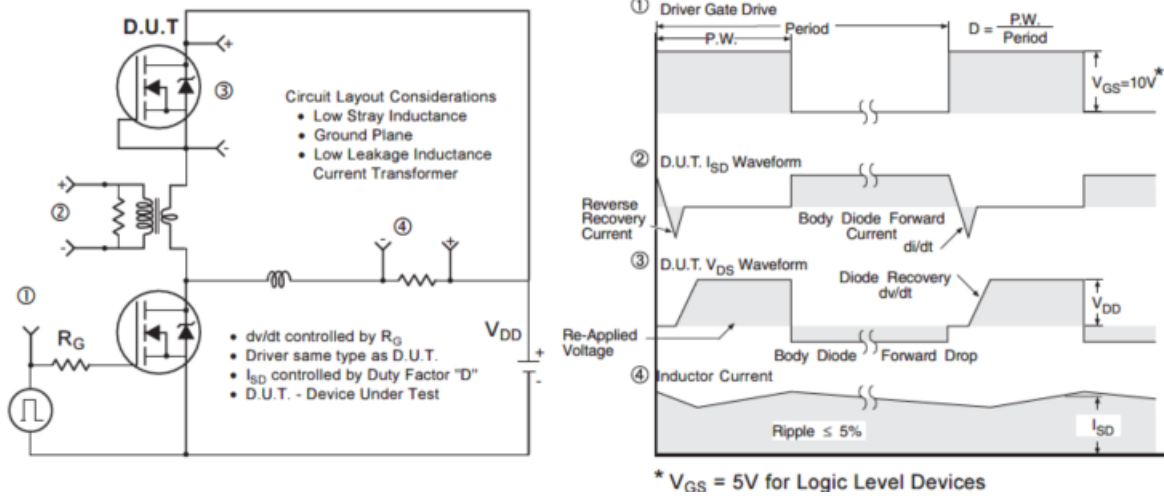 D.U.T
+
③
-
Circuit Layout Considerations
• Low Stray Inductance
• Ground Plane
• Low Leakage Inductance
Current Transformer
+
②
-
④
-
+
①
R_G
V_DD
+
-
• dv/dt controlled by R_G
• Driver same type as D.U.T.
• I_SD controlled by Duty Factor "D"
• D.U.T. - Device Under Test
① Driver Gate Drive
P.W.
Period
D = P.W. / Period
V_GS=10V*
② D.U.T. I_SD Waveform
Reverse
Recovery
Current
Body Diode Forward
Current
di/dt
③ D.U.T. V_DS Waveform
Diode Recovery
dv/dt
V_DD
Re-Applied
Voltage
Body Diode Forward Drop
④ Inductor Current
Ripple ≤ 5%
I_SD
* V_GS = 5V for Logic Level Devices